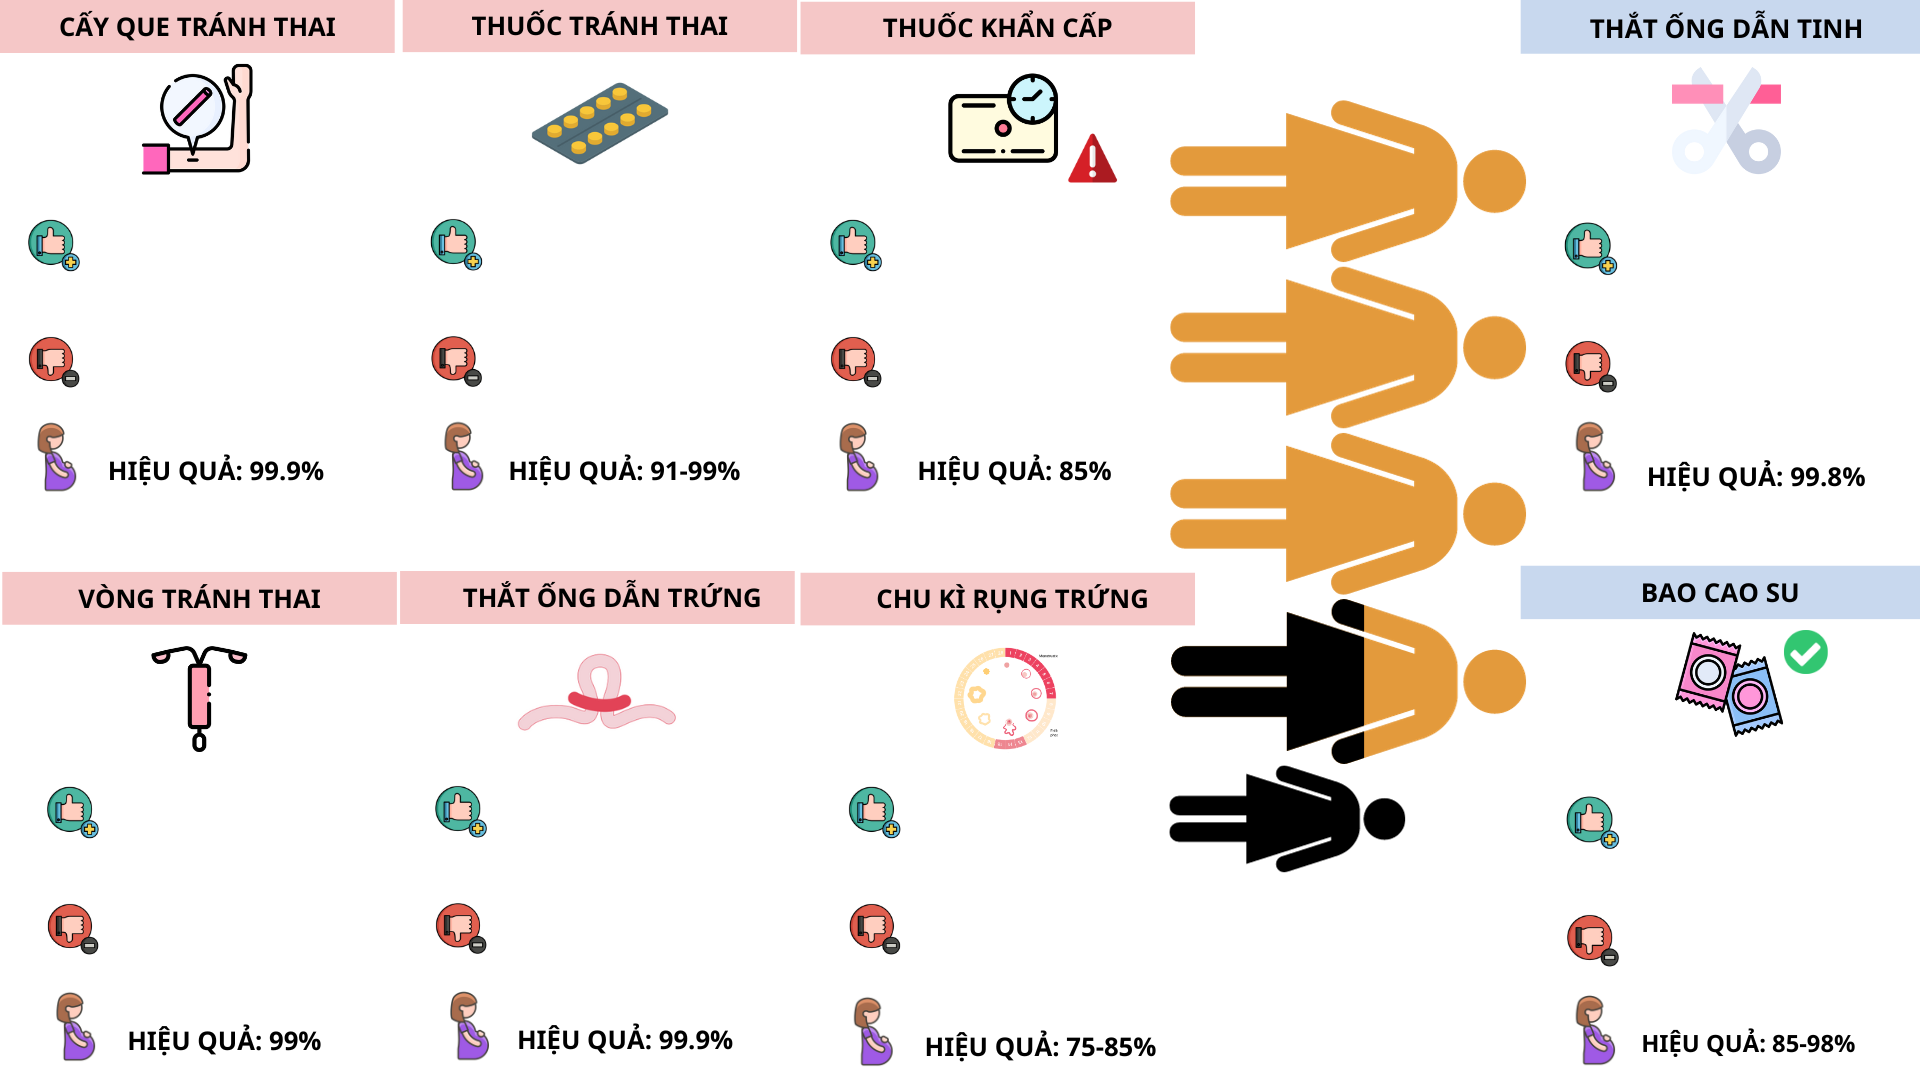 CẤY QUE TRÁNH THAI
THUỐC TRÁNH THAI
THUỐC KHẨN CẤP
THẮT ỐNG DẪN TINH
HIỆU QUẢ: 99.9%
HIỆU QUẢ: 91-99%
HIỆU QUẢ: 85%
HIỆU QUẢ: 99.8%
VÒNG TRÁNH THAI
THẮT ỐNG DẪN TRỨNG
CHU KÌ RỤNG TRỨNG
BAO CAO SU
HIỆU QUẢ: 99%
HIỆU QUẢ: 99.9%
HIỆU QUẢ: 75-85%
HIỆU QUẢ: 85-98%